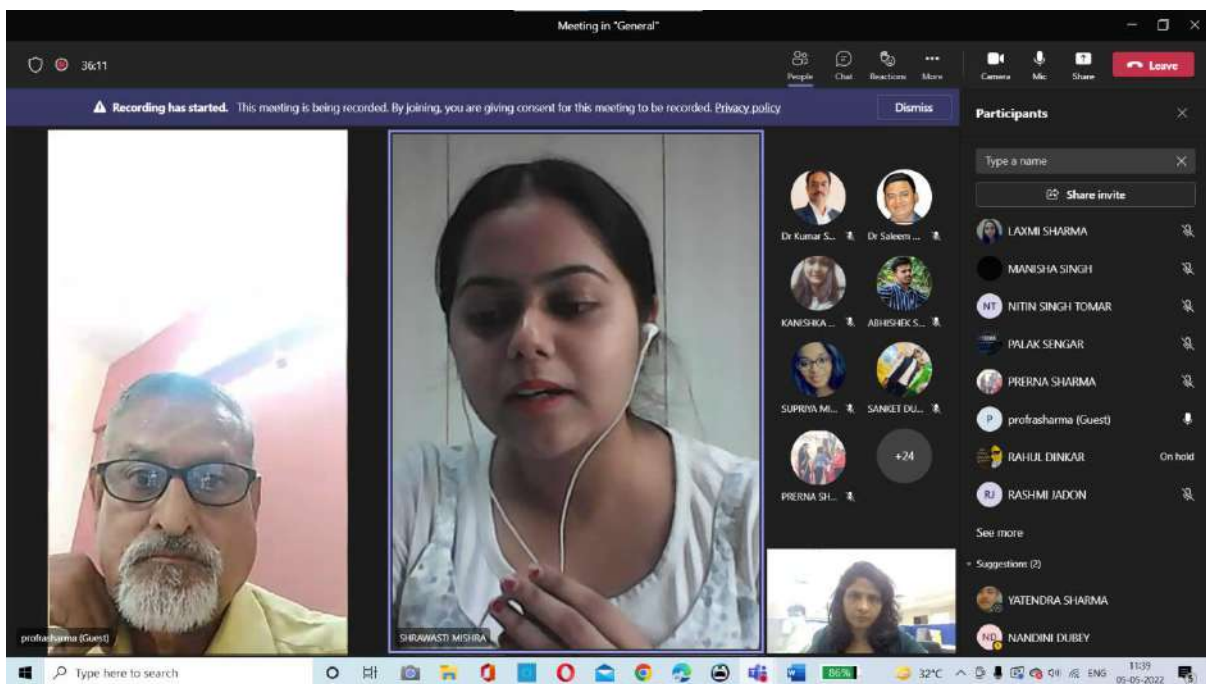 Meeting in "General"
36:11
People
Chat
Reactions
More
Camera
Mic
Share
Leave
Recording has started. This meeting is being recorded. By joining, you are giving consent for this meeting to be recorded. Privacy policy
Dismiss
profrasharma (Guest)
SHRAWASTI MISHRA
Dr Kumar S...
Dr Saleem ...
KANISHKA ...
ABHISHEK S...
SUPRIYA MI...
SANKET DU...
PRERNA SH...
+24
Participants
Type a name
Share invite
LAXMI SHARMA
MANISHA SINGH
NT NITIN SINGH TOMAR
PALAK SENGAR
PRERNA SHARMA
P profrasharma (Guest)
RAHUL DINKAR On hold
RJ RASHMI JADON
See more
Suggestions (2)
YATENDRA SHARMA
ND NANDINI DUBEY
Type here to search
86%
32°C
ENG
11:39
05-05-2022